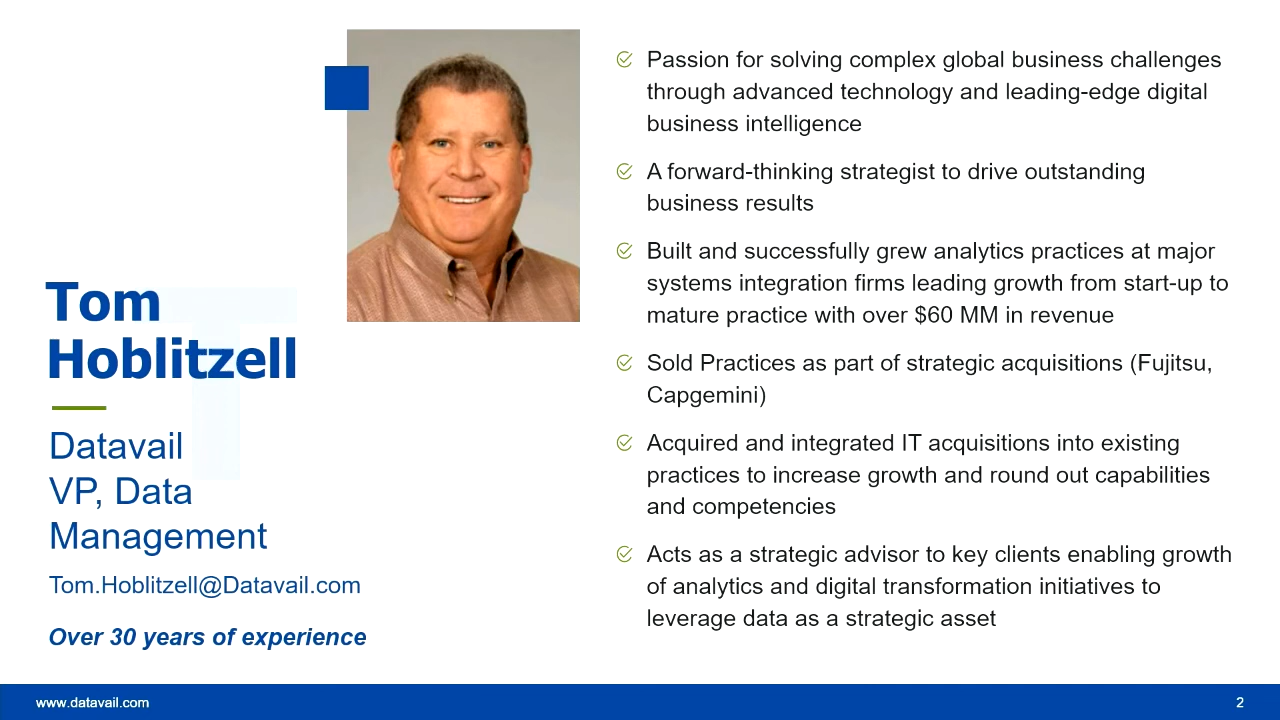 Tom
Hoblitzell
Datavail
VP, Data
Management
Tom.Hoblitzell@Datavail.com
Over 30 years of experience
Passion for solving complex global business challenges
through advanced technology and leading-edge digital
business intelligence
A forward-thinking strategist to drive outstanding
business results
Built and successfully grew analytics practices at major
systems integration firms leading growth from start-up to
mature practice with over $60 MM in revenue
Sold Practices as part of strategic acquisitions (Fujitsu,
Capgemini)
Acquired and integrated IT acquisitions into existing
practices to increase growth and round out capabilities
and competencies
Acts as a strategic advisor to key clients enabling growth
of analytics and digital transformation initiatives to
leverage data as a strategic asset
www.datavail.com
2